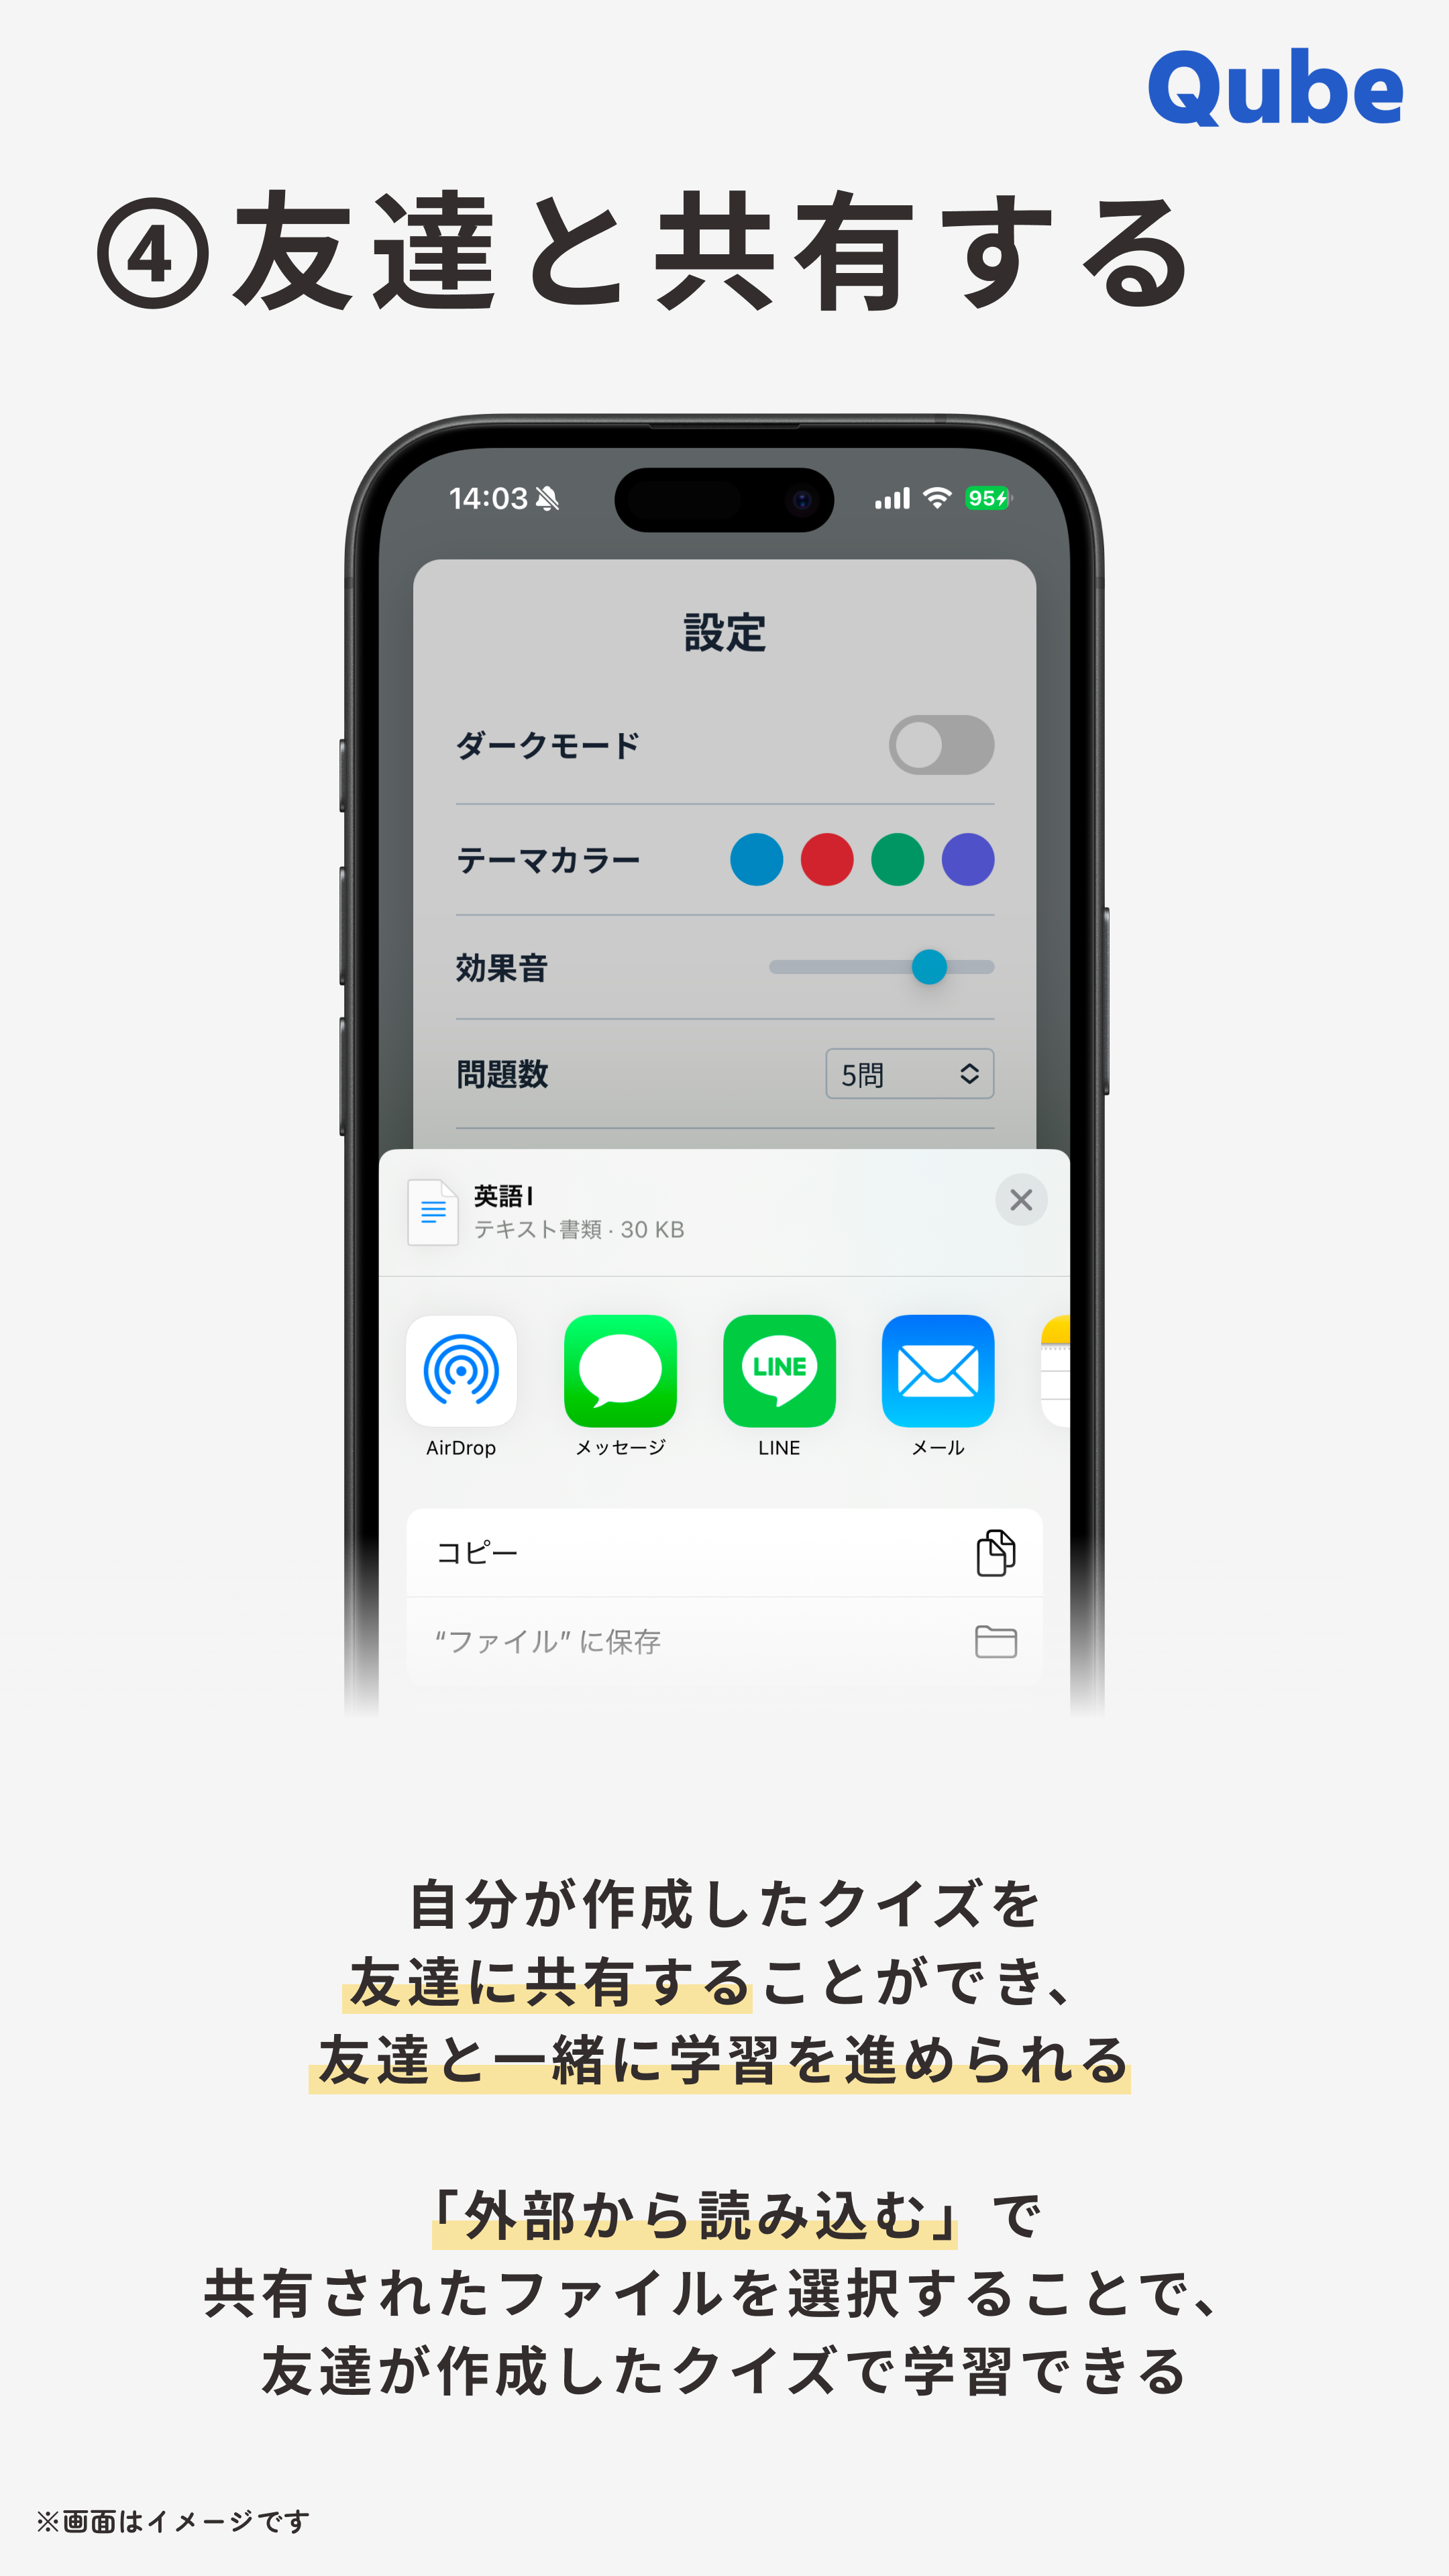 Qube
④友達と共有する
14:03
95
設定
ダークモード
テーマカラー
効果音
問題数
5問
英語I
テキスト書類・30 KB
LINE
AirDrop
メッセージ
LINE
メール
コピー
“ファイル” に保存
自分が作成したクイズを
友達に共有することができ、
友達と一緒に学習を進められる
「外部から読み込む」で
共有されたファイルを選択することで、
友達が作成したクイズで学習できる
※画面はイメージです